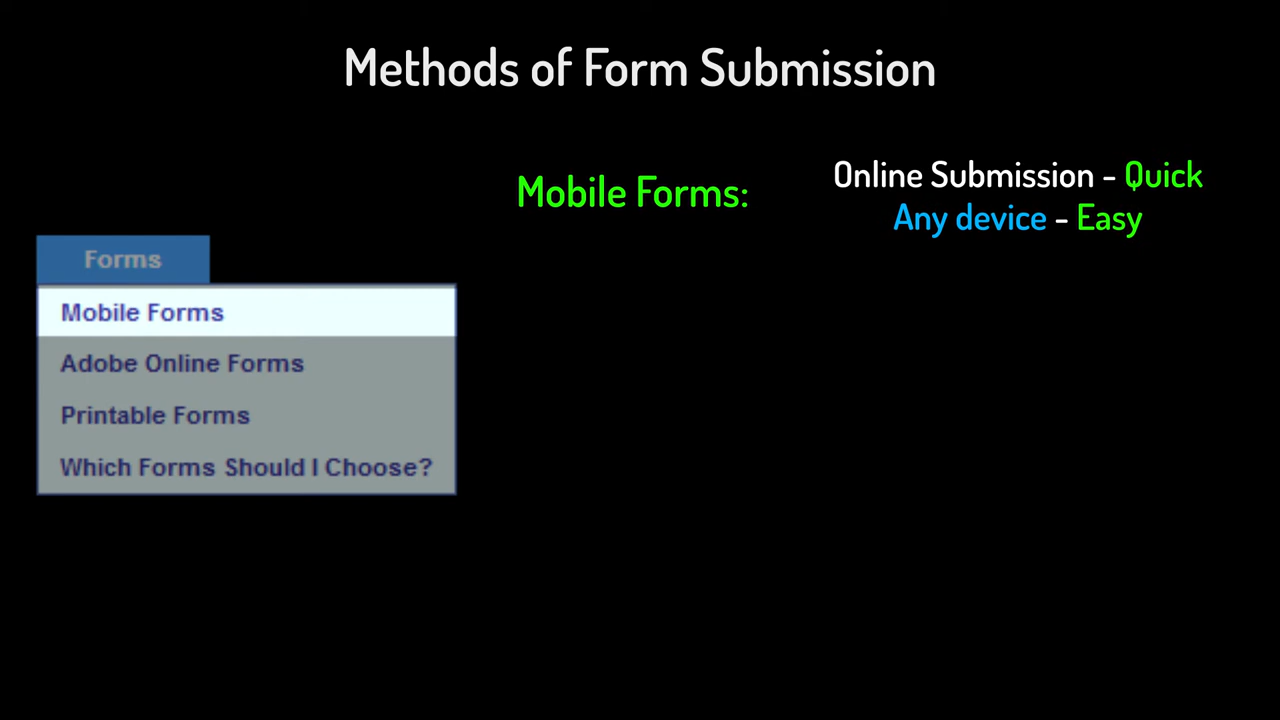 Methods of Form Submission
Mobile Forms:
Online Submission - Quick
Any device - Easy
Forms
Mobile Forms
Adobe Online Forms
Printable Forms
Which Forms Should I Choose?